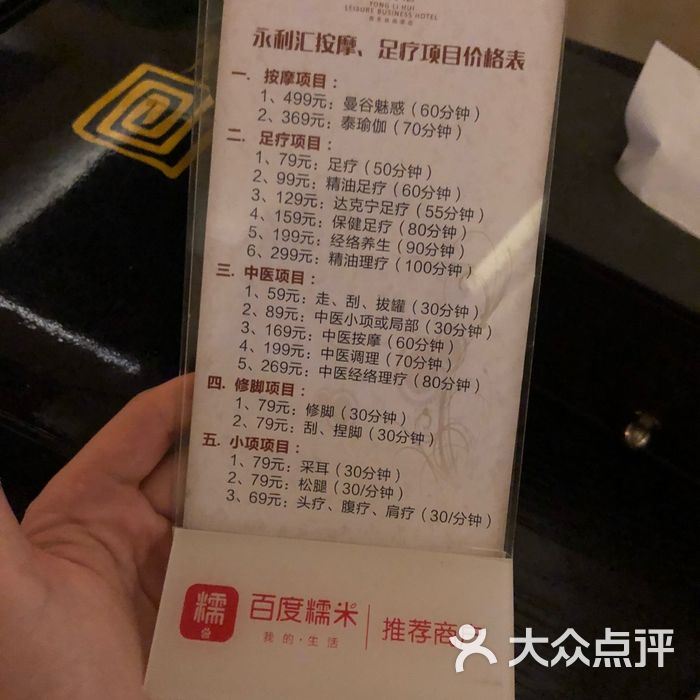 YONG LI HUI
LEISURE BUSINESS HOTEL
永利汇按摩、足疗项目价格表
一. 按摩项目：
1、499元：曼谷魅惑（60分钟）
2、369元：泰瑜伽（70分钟）
二. 足疗项目：
1、79元：足疗（50分钟）
2、99元：精油足疗（60分钟）
3、129元：达克宁足疗（55分钟）
4、159元：保健足疗（80分钟）
5、199元：经络养生（90分钟）
6、299元：精油理疗（100分钟）
三. 中医项目：
1、59元：走、刮、拔罐（30分钟）
2、89元：中医小项或局部（30分钟）
3、169元：中医按摩（60分钟）
4、199元：中医调理（70分钟）
5、269元：中医经络理疗（80分钟）
四. 修脚项目：
1、79元：修脚（30分钟）
2、79元：刮、捏脚（30分钟）
五. 小项项目：
1、79元：采耳（30分钟）
2、79元：松腿（30/分钟）
3、69元：头疗、腹疗、肩疗（30/分钟）
糯 百度糯米 推荐商
我的·生活
大众点评